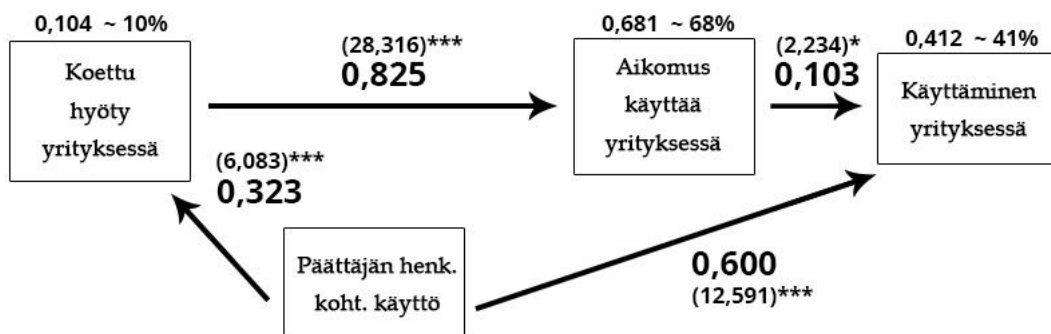 0,104 ~ 10%
Koettu
hyöty
yrityksessä
(28,316)***
0,825
0,681 ~ 68%
Aikomus
käyttää
yrityksessä
(2,234)*
0,103
0,412 ~ 41%
Käyttäminen
yrityksessä
(6,083)***
0,323
Päättäjän henk.
koht. käyttö
0,600
(12,591)***